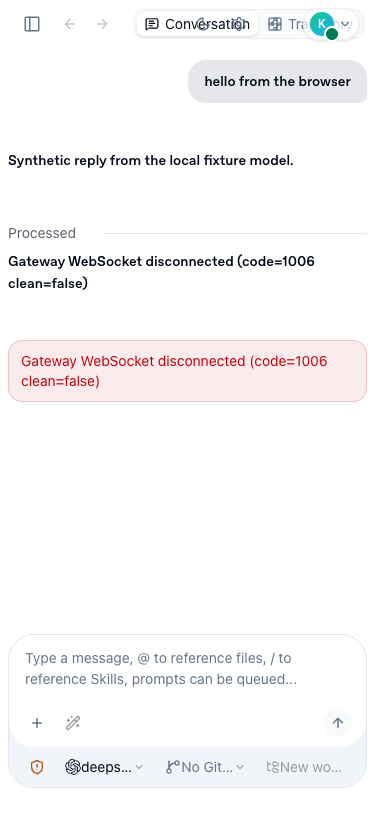 Conversation
K
hello from the browser
Synthetic reply from the local fixture model.
Processed
Gateway WebSocket disconnected (code=1006
clean=false)
Gateway WebSocket disconnected (code=1006
clean=false)
Type a message, @ to reference files, / to
reference Skills, prompts can be queued...
deeps... No Git... New wo...